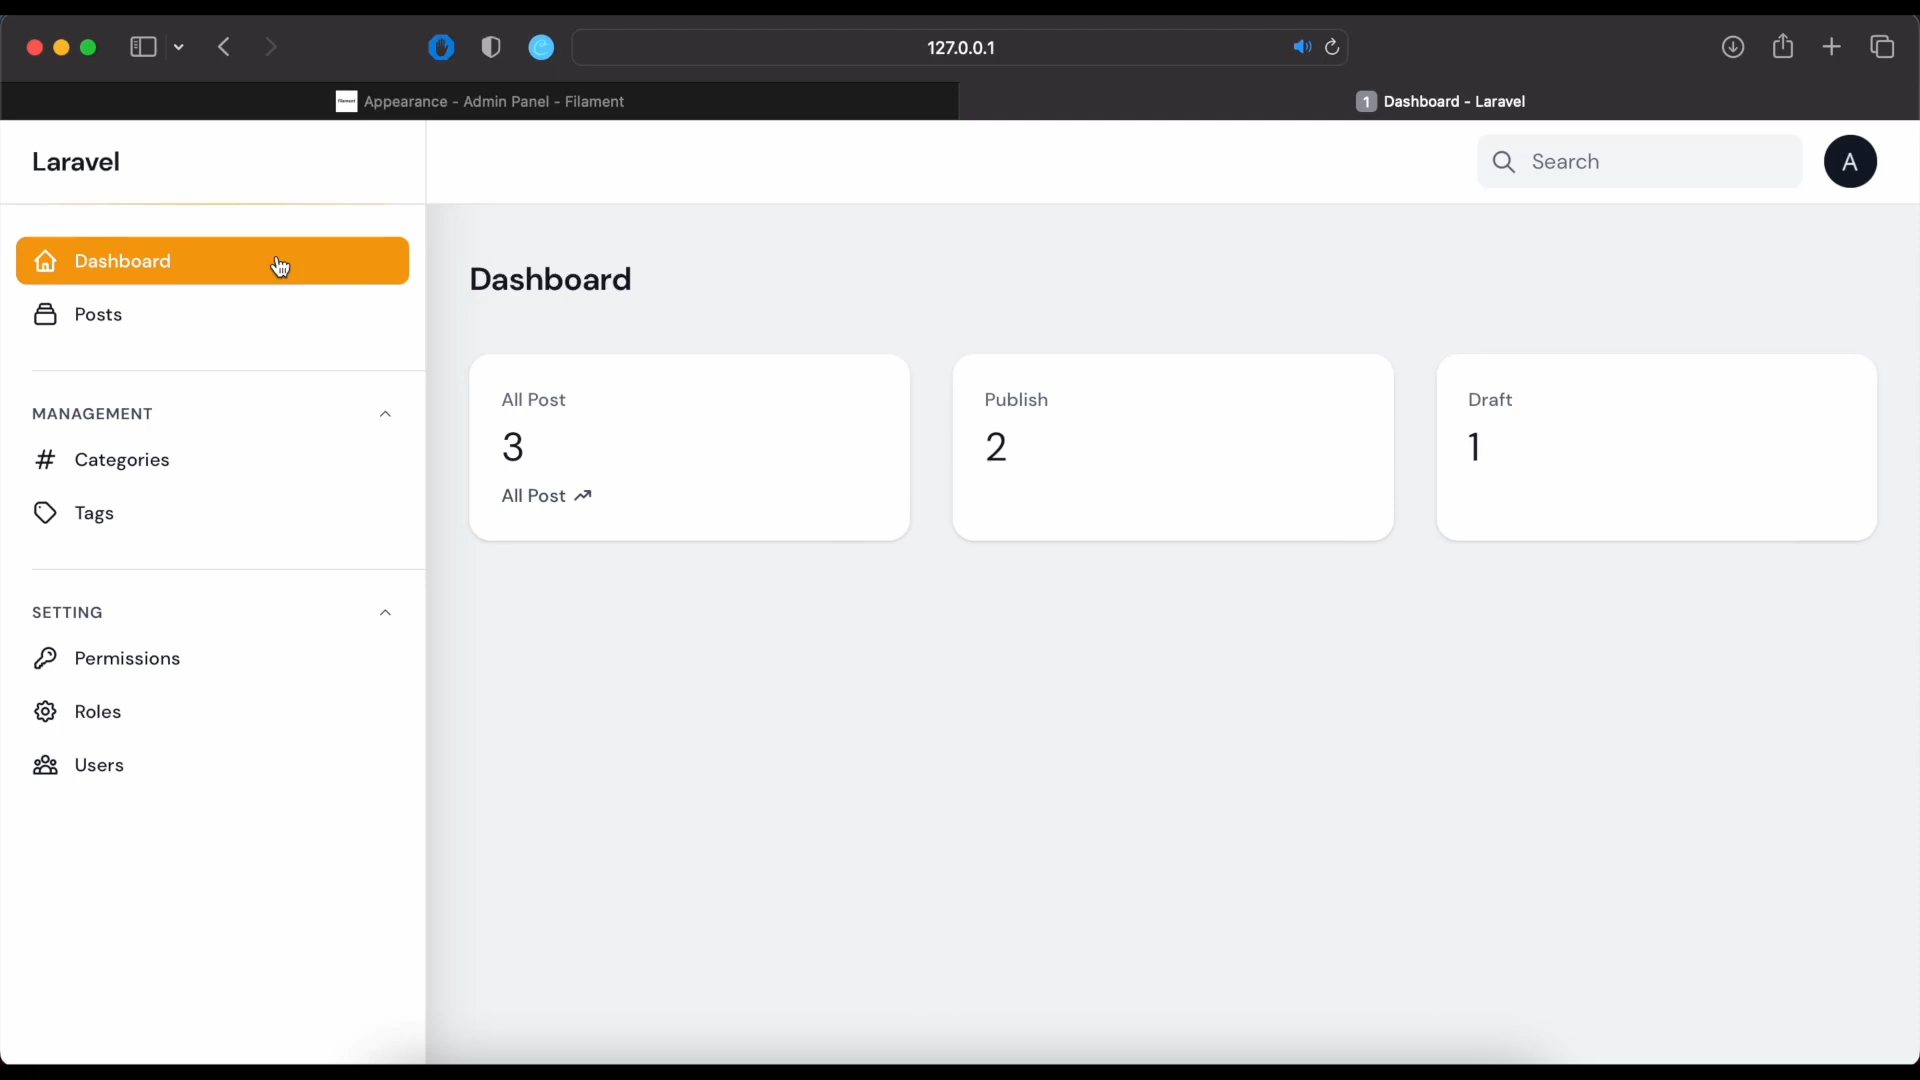 127.0.0.1
Appearance - Admin Panel - Filament
1 Dashboard - Laravel
Laravel
Search
A
Dashboard
Posts
MANAGEMENT
Categories
Tags
SETTING
Permissions
Roles
Users
Dashboard
All Post
3
All Post
Publish
2
Draft
1